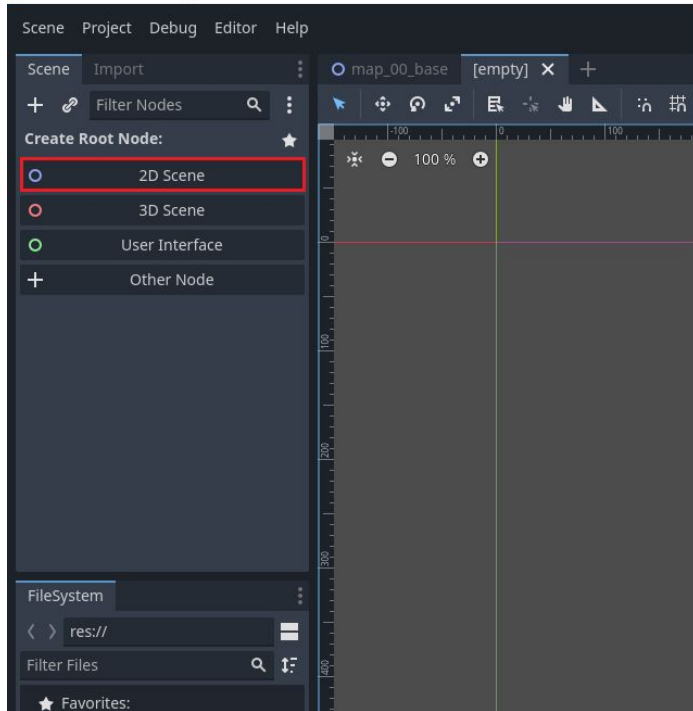 Scene Project Debug Editor Help
Scene Import
map_00_base [empty]
Filter Nodes
Create Root Node:
-100 0 100
100 %
2D Scene
3D Scene
0
User Interface
Other Node
100
200
300
FileSystem
res://
Filter Files
400
Favorites: